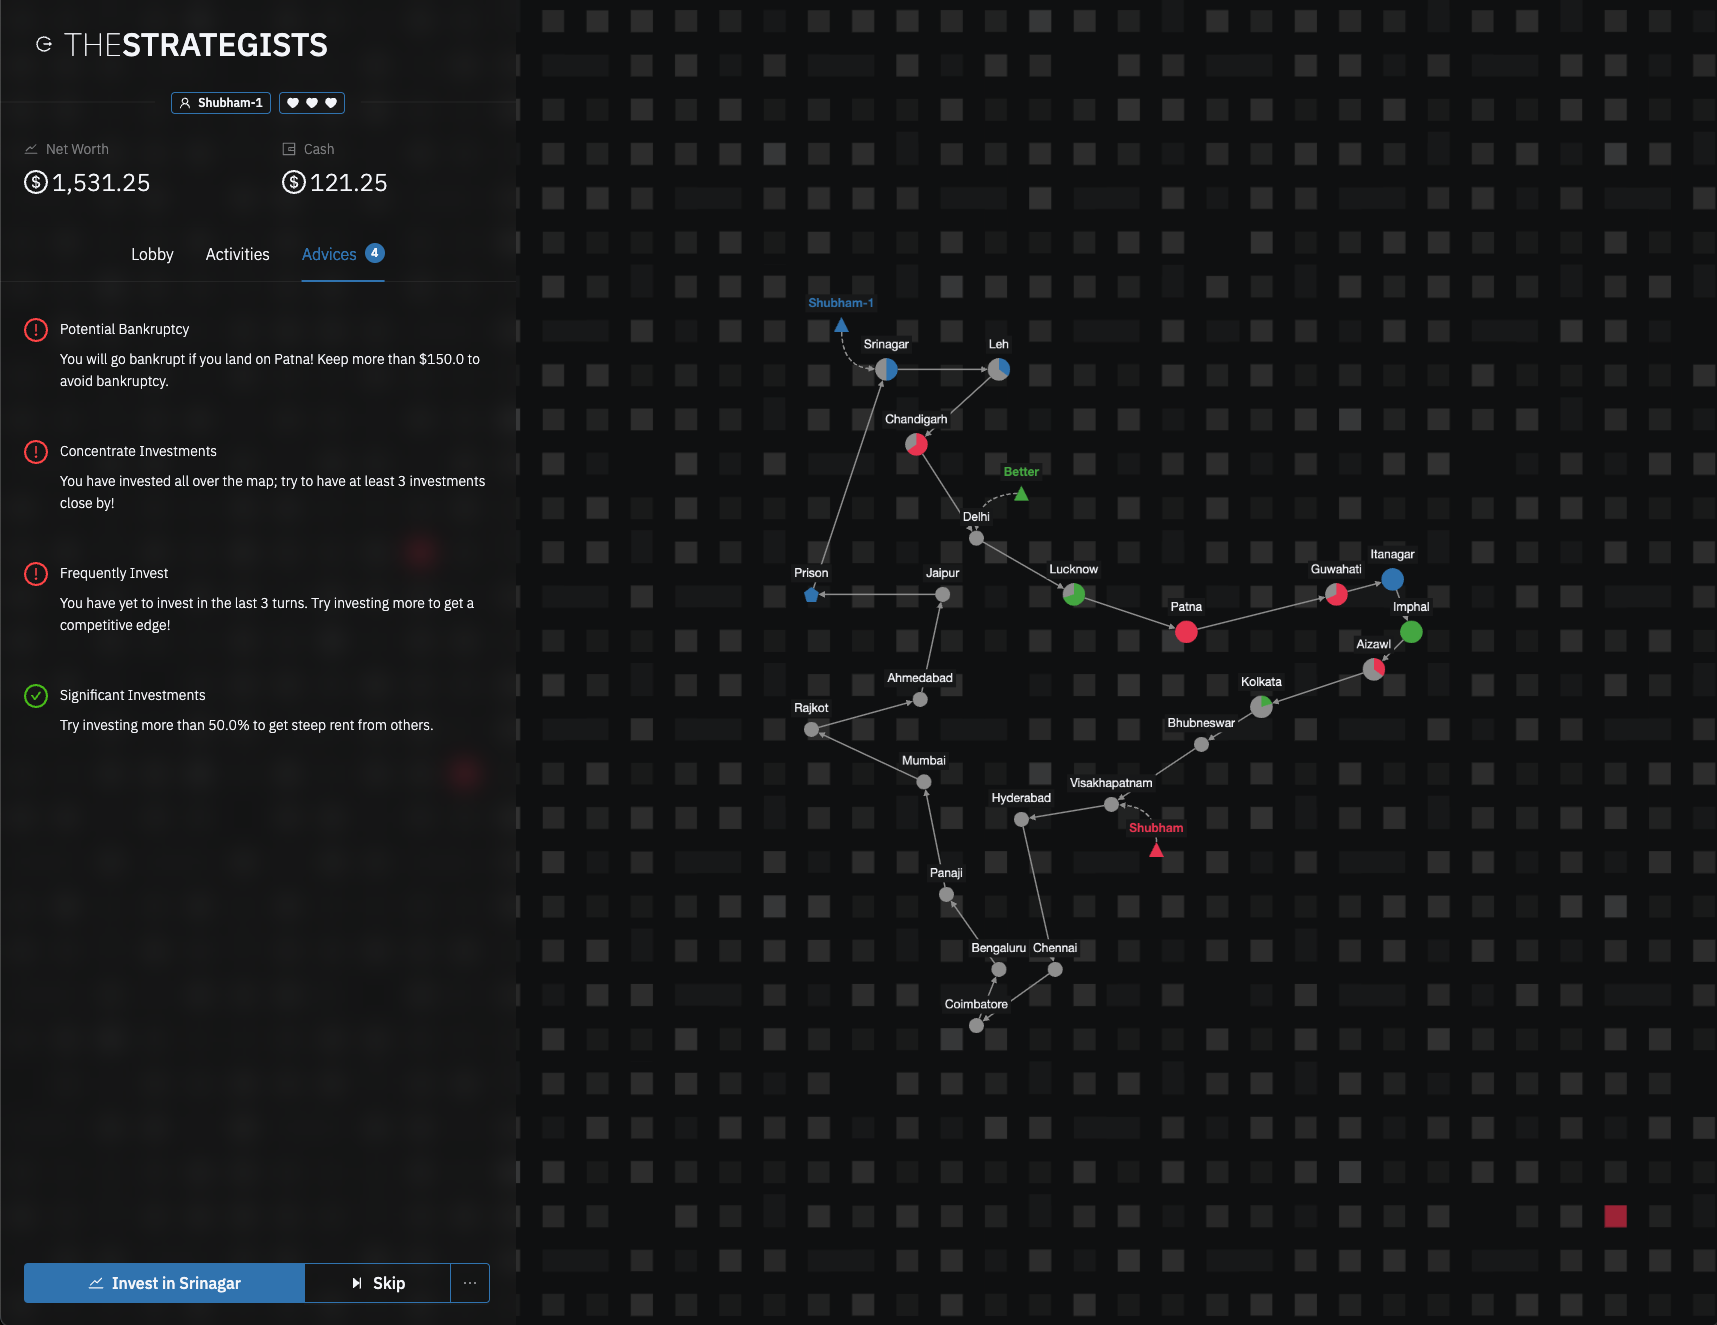 THESTRATEGISTS
Shubham-1
Net Worth
Cash
$1,531.25
$121.25
Lobby
Activities
Advices
4
Potential Bankruptcy
You will go bankrupt if you land on Patna! Keep more than $150.0 to
avoid bankruptcy.
Concentrate Investments
You have invested all over the map; try to have at least 3 investments
close by!
Frequently Invest
You have yet to invest in the last 3 turns. Try investing more to get a
competitive edge!
Significant Investments
Try investing more than 50.0% to get steep rent from others.
Invest in Srinagar
Skip
...
Shubham-1
Srinagar
Leh
Chandigarh
Better
Delhi
Itanagar
Prison
Jaipur
Lucknow
Guwahati
Patna
Imphal
Aizawl
Ahmedabad
Kolkata
Rajkot
Bhubneswar
Mumbai
Visakhapatnam
Hyderabad
Shubham
Panaji
Bengaluru
Chennai
Coimbatore